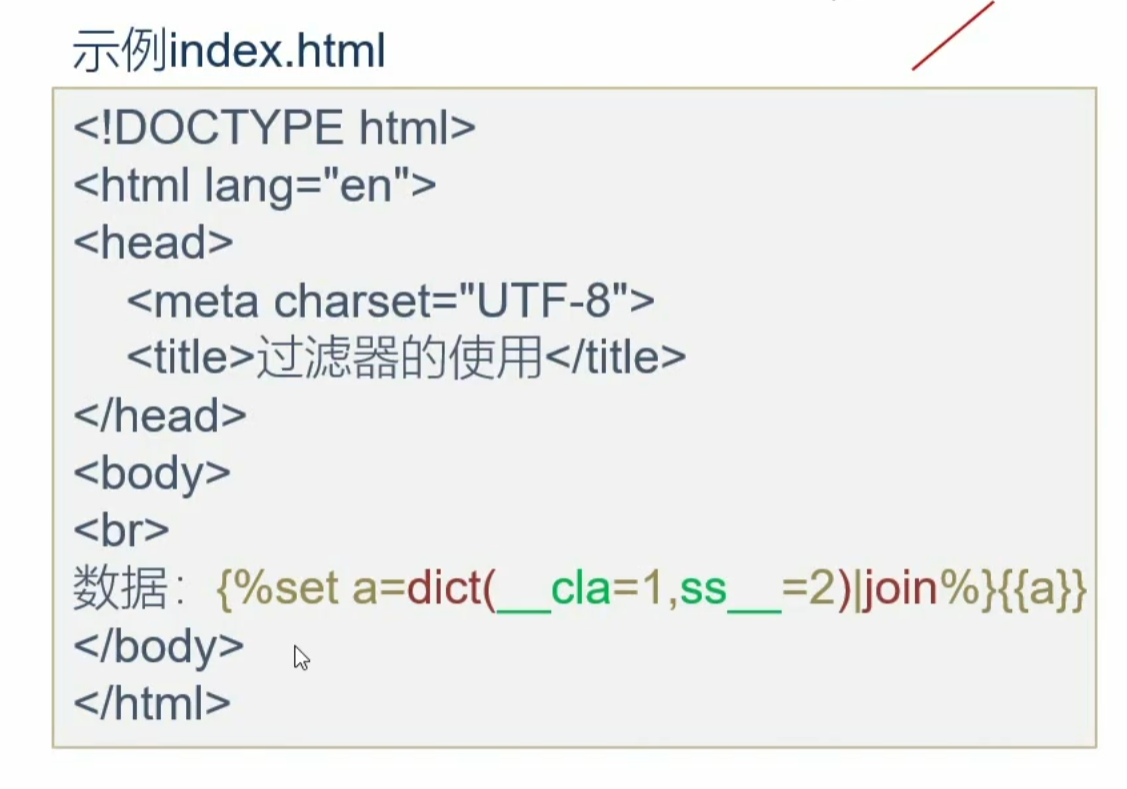 示例index.html
<!DOCTYPE html>
<html lang="en">
<head>
<meta charset="UTF-8">
<title>过滤器的使用</title>
</head>
<body>
<br>
数据：{%set a=dict(__cla=1,ss__=2)|join%}{{a}}
</body>
</html>